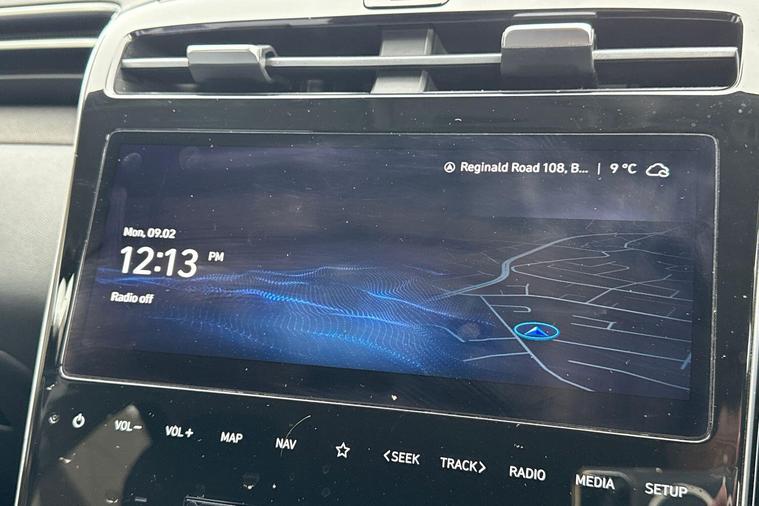 Reginald Road 108, B... | 9 °C
Mon, 09.02
12:13 PM
Radio off
VOL− VOL+ MAP NAV <SEEK TRACK> RADIO MEDIA SETUP